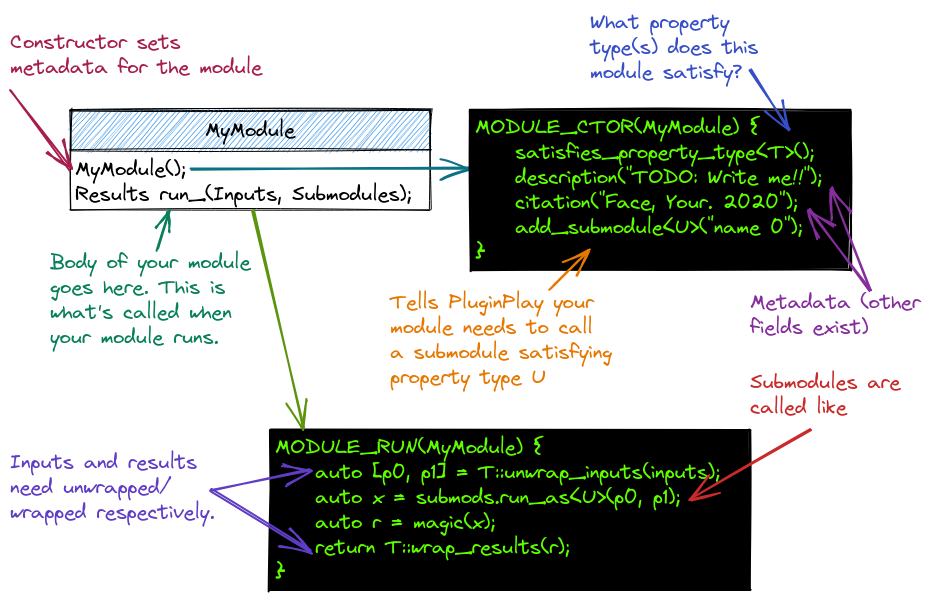 Constructor sets
metadata for the module
What property
type(s) does this
module satisfy?
MyModule
MyModule();
Results run_(Inputs, Submodules);
MODULE_CTOR(MyModule) {
satisfies_property_type<T>();
description("TODO: Write me!!");
citation("Face, Your. 2020");
add_submodule<U>("name 0");
}
Body of your module
goes here. This is
what's called when
your module runs.
Tells PluginPlay your
module needs to call
a submodule satisfying
property type U
Metadata (other
fields exist)
Submodules are
called like
Inputs and results
need unwrapped/
wrapped respectively.
MODULE_RUN(MyModule) {
auto [p0, p1] = T::unwrap_inputs(inputs);
auto x = submods.run_as<U>(p0, p1);
auto r = magic(x);
return T::wrap_results(r);
}